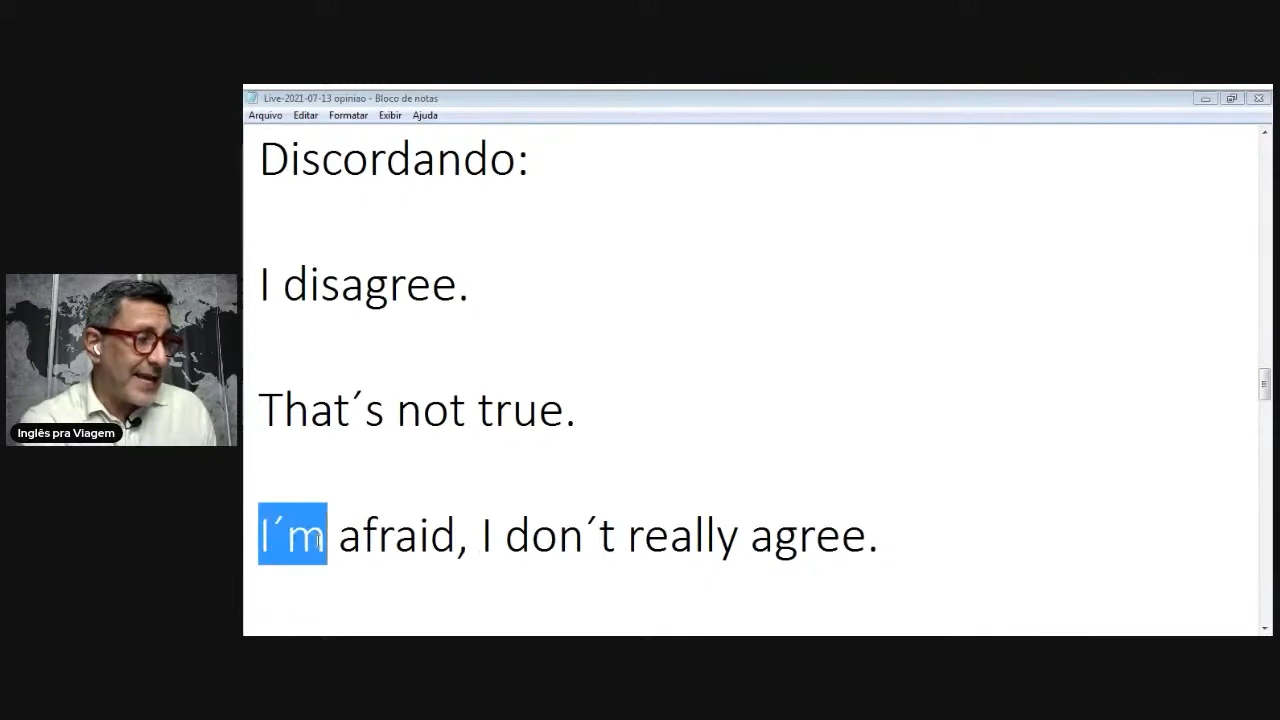 Live-2021-07-13 opiniao - Bloco de notas
Arquivo Editar Formatar Exibir Ajuda
Discordando:
I disagree.
That´s not true.
Inglês pra Viagem
I´m afraid, I don´t really agree.